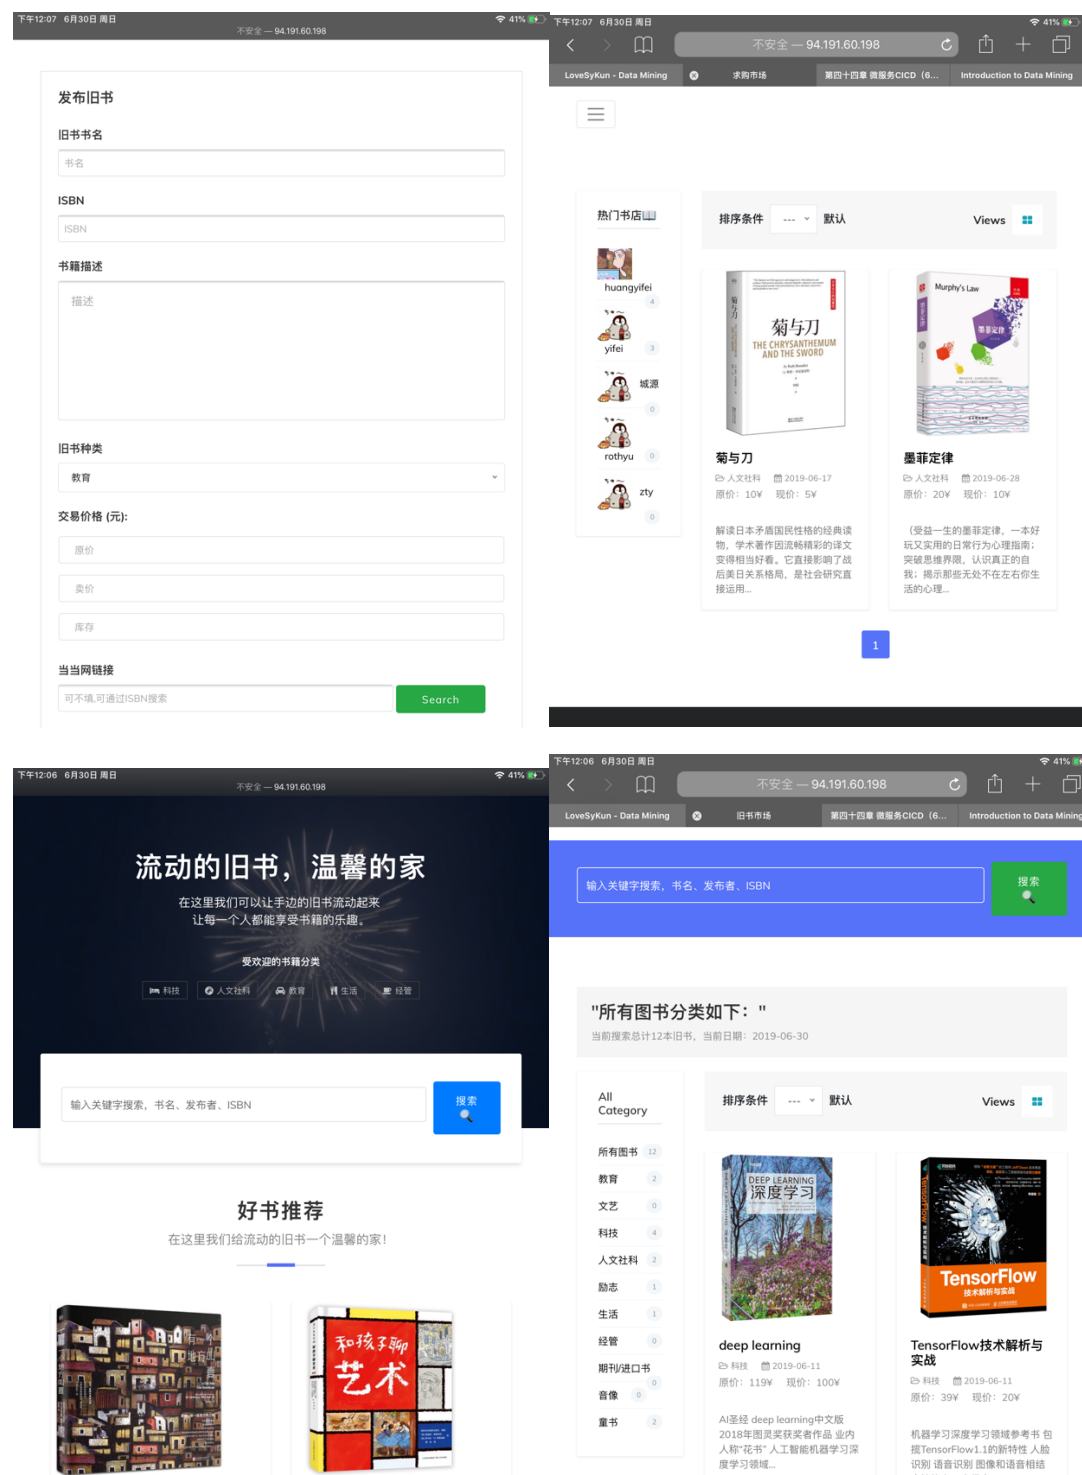 下午12:07 6月30日 周日
41%
不安全 — 94.191.60.198
发布旧书
旧书书名
书名
ISBN
ISBN
书籍描述
描述
旧书种类
教育
交易价格 (元):
原价
卖价
库存
当当网链接
可不填,可通过ISBN搜索
Search
下午12:07 6月30日 周日
41%
不安全 — 94.191.60.198
LoveSyKun - Data Mining
求购市场
第四十四章 微服务CICD（6...
Introduction to Data Mining
热门书店
huangyifei
4
yifei 3
城源
0
rothyu 0
zty
0
排序条件 --- 默认
Views
菊与刀
THE CHRYSANTHEMUM
AND THE SWORD
Murphy's Law
墨菲定律
菊与刀
人文社科 2019-06-17
原价：10¥ 现价：5¥
解读日本矛盾国民性格的经典读
物，学术著作因流畅精彩的译文
变得相当好看。它直接影响了战
后美日关系格局，是社会研究直
接运用...
墨菲定律
人文社科 2019-06-28
原价：20¥ 现价：10¥
（受益一生的墨菲定律，一本好
玩又实用的日常行为心理指南；
突破思维界限，认识真正的自
我；揭示那些无处不在左右你生
活的心理...
1
下午12:06 6月30日 周日
41%
不安全 — 94.191.60.198
流动的旧书，温馨的家
在这里我们可以让手边的旧书流动起来
让每一个人都能享受书籍的乐趣。
受欢迎的书籍分类
科技 人文社科 教育 生活 经管
输入关键字搜索，书名、发布者、ISBN
搜索
好书推荐
在这里我们给流动的旧书一个温馨的家！
和孩子聊
艺术
下午12:06 6月30日 周日
41%
不安全 — 94.191.60.198
LoveSyKun - Data Mining
旧书市场
第四十四章 微服务CICD（6...
Introduction to Data Mining
输入关键字搜索，书名、发布者、ISBN
搜索
"所有图书分类如下："
当前搜索总计12本旧书，当前日期：2019-06-30
All
Category
所有图书 12
教育 2
文艺 0
科技 4
人文社科 2
励志 1
生活 1
经管 0
期刊/进口书
0
音像 0
童书 2
排序条件 --- 默认
Views
DEEP LEARNING
深度学习
TensorFlow
技术解析与实战
deep learning
科技 2019-06-11
原价：119¥ 现价：100¥
AI圣经 deep learning中文版
2018年图灵奖获奖者作品 业内
人称"花书" 人工智能机器学习深
度学习领域...
TensorFlow技术解析与
实战
科技 2019-06-11
原价：39¥ 现价：20¥
机器学习深度学习领域参考书 包
揽TensorFlow1.1的新特性 人脸
识别 语音识别 图像和语音相结